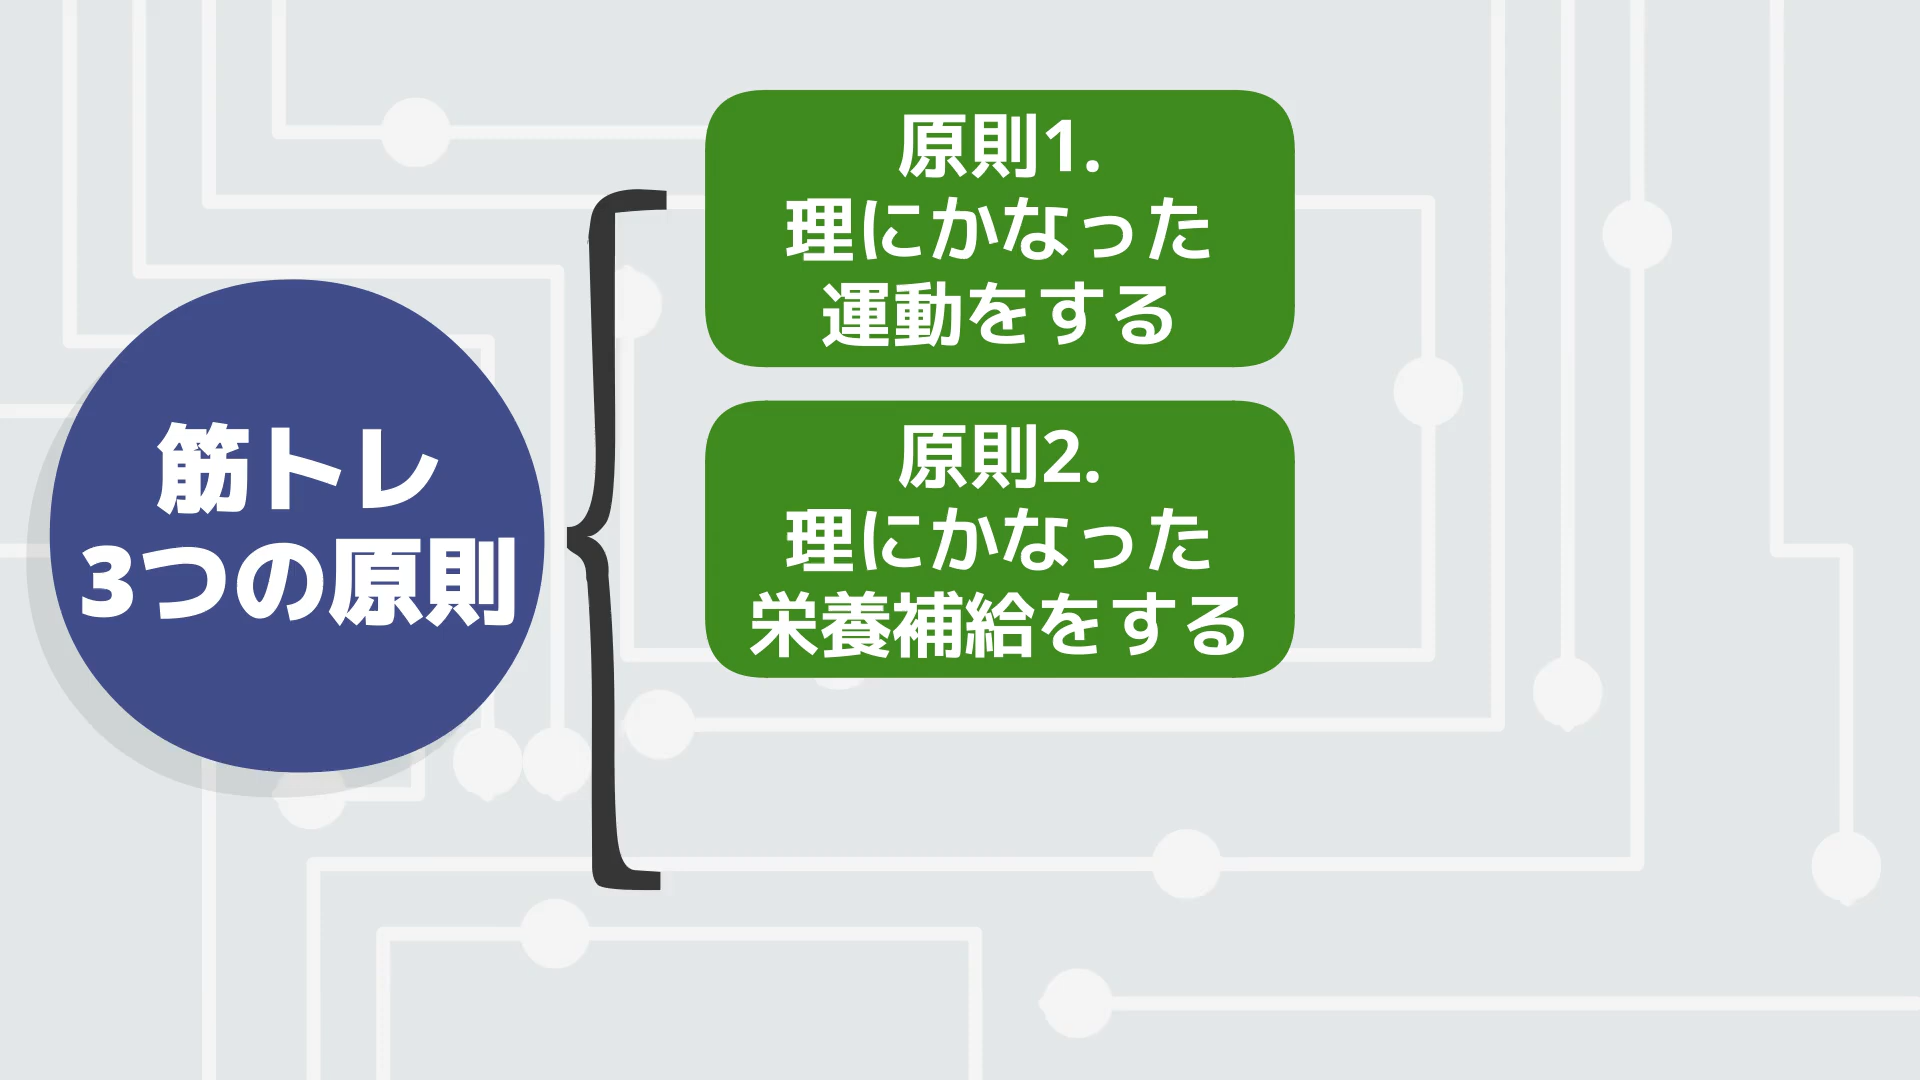 筋トレ
3つの原則
原則1.
理にかなった
運動をする
原則2.
理にかなった
栄養補給をする